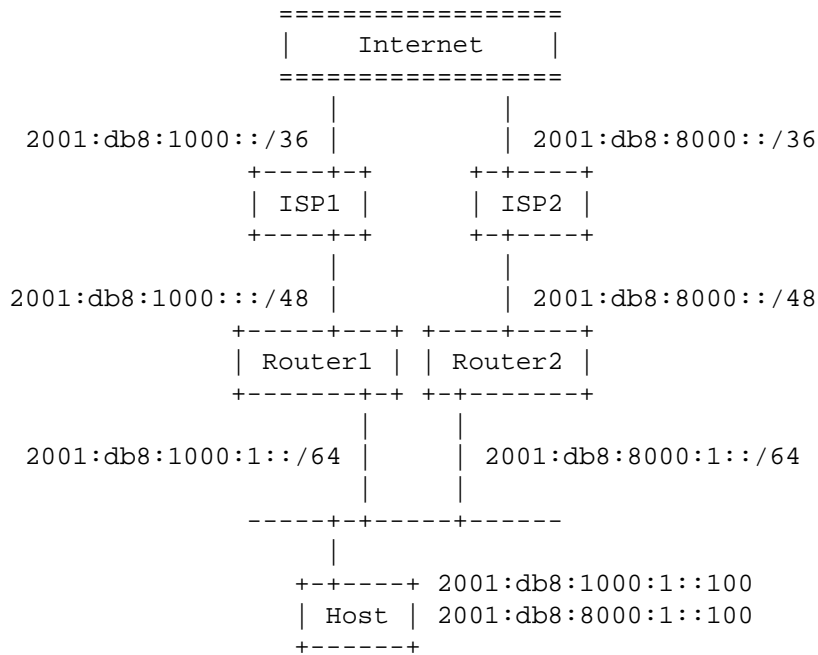 Internet
2001:db8:1000::/36 2001:db8:8000::/36
ISP1 ISP2
2001:db8:1000:::/48 2001:db8:8000::/48
Router1 Router2
2001:db8:1000:1::/64 2001:db8:8000:1::/64
2001:db8:1000:1::100
Host 2001:db8:8000:1::100